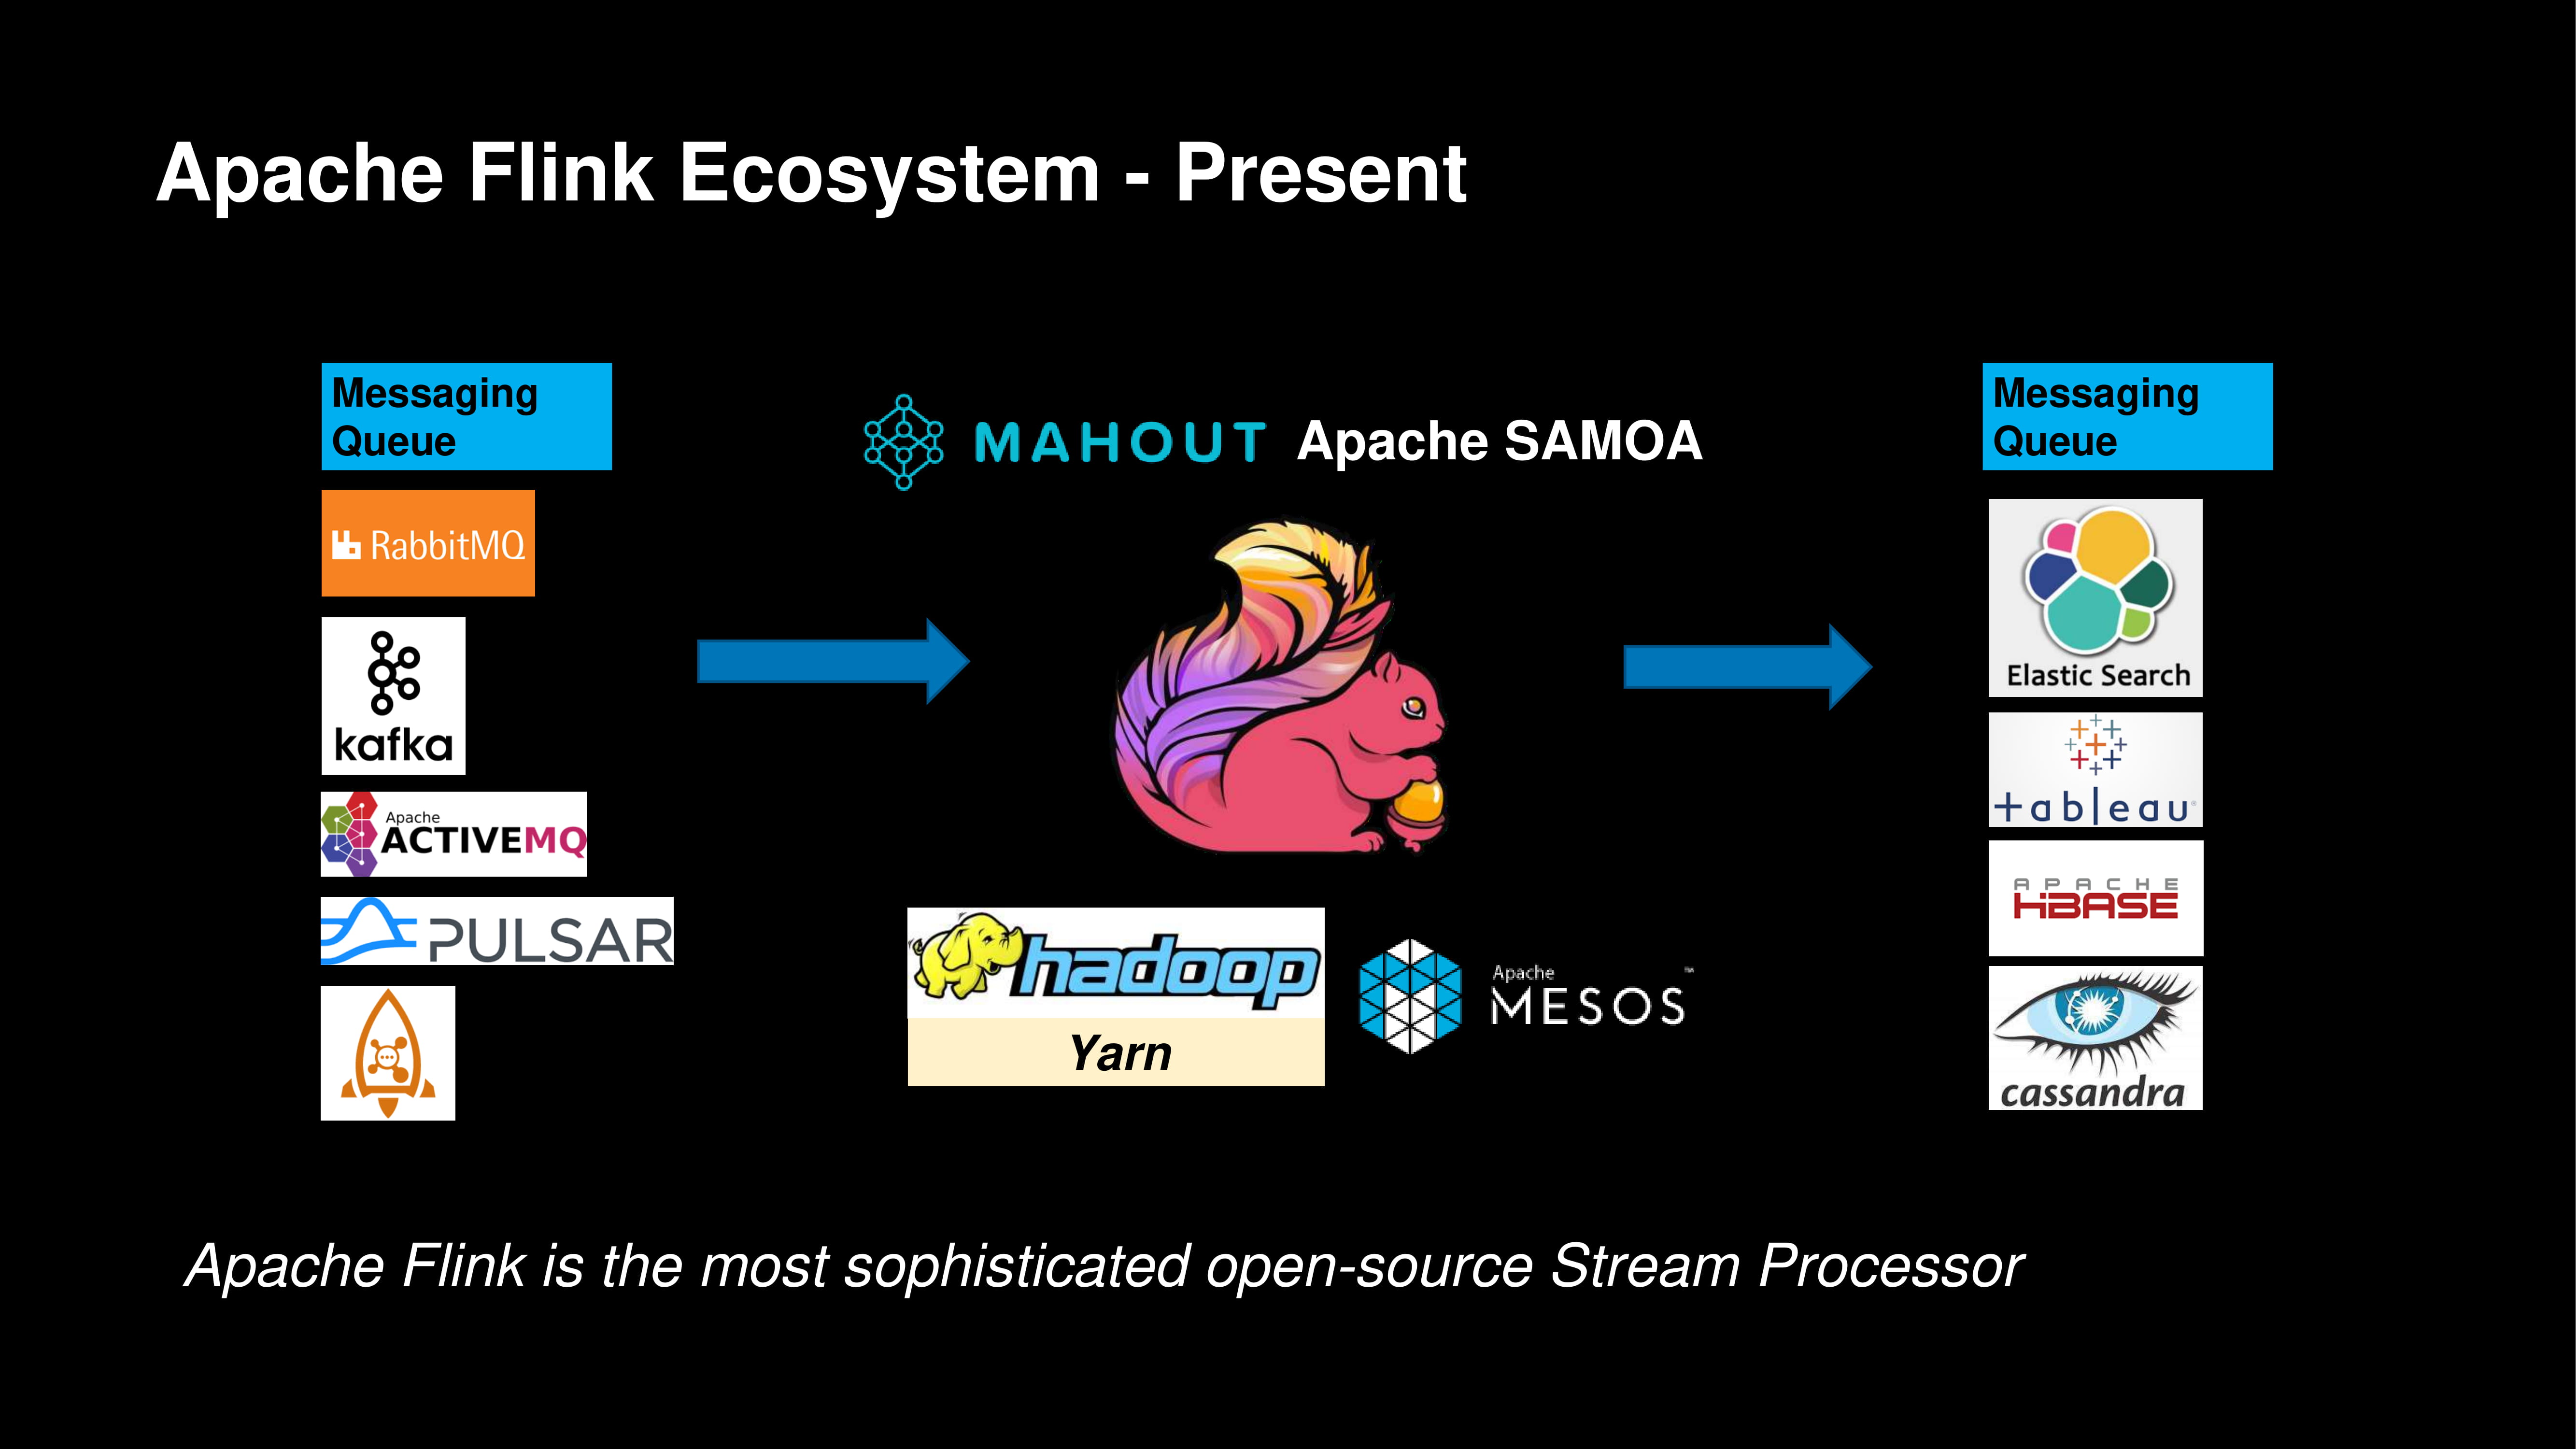 Apache Flink Ecosystem - Present
Messaging
Queue
RabbitMQ
kafka
Apache
ACTIVEMQ
PULSAR
MAHOUT
Apache SAMOA
hadoop
Yarn
Apache
MESOS™
Messaging
Queue
Elastic Search
+ableau
APACHE
HBASE
cassandra
Apache Flink is the most sophisticated open-source Stream Processor